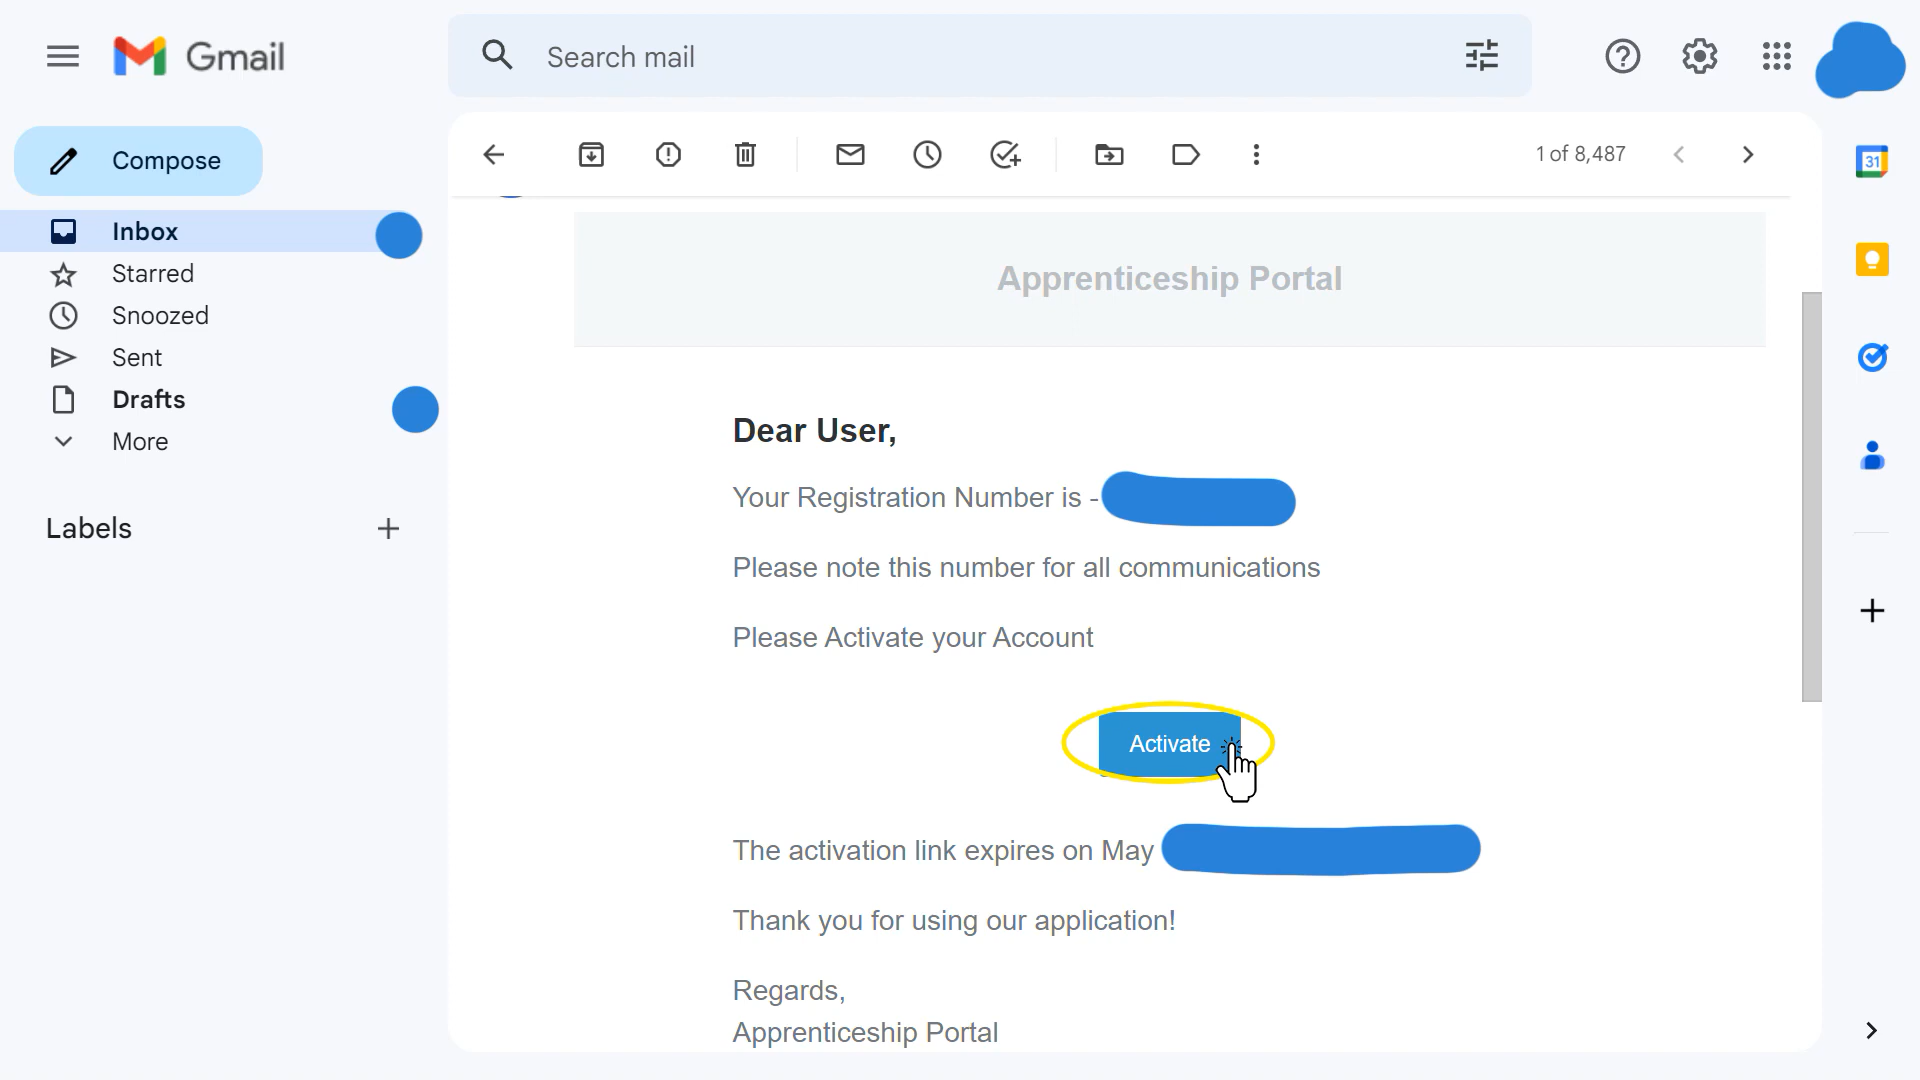 Gmail
Search mail
Compose
1 of 8,487
31
Inbox
Starred
Snoozed
Sent
Drafts
More
Labels
Apprenticeship Portal
Dear User,
Your Registration Number is -
Please note this number for all communications
Please Activate your Account
Activate
The activation link expires on May
Thank you for using our application!
Regards,
Apprenticeship Portal